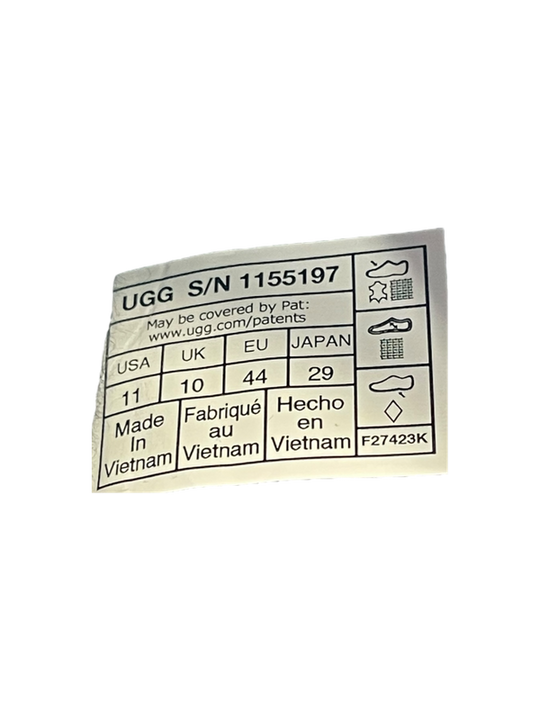 UGG S/N 1155197
May be covered by Pat:
www.ugg.com/patents
USA UK EU JAPAN
11 10 44 29
Made In Vietnam
Fabriqué au Vietnam
Hecho en Vietnam
F27423K